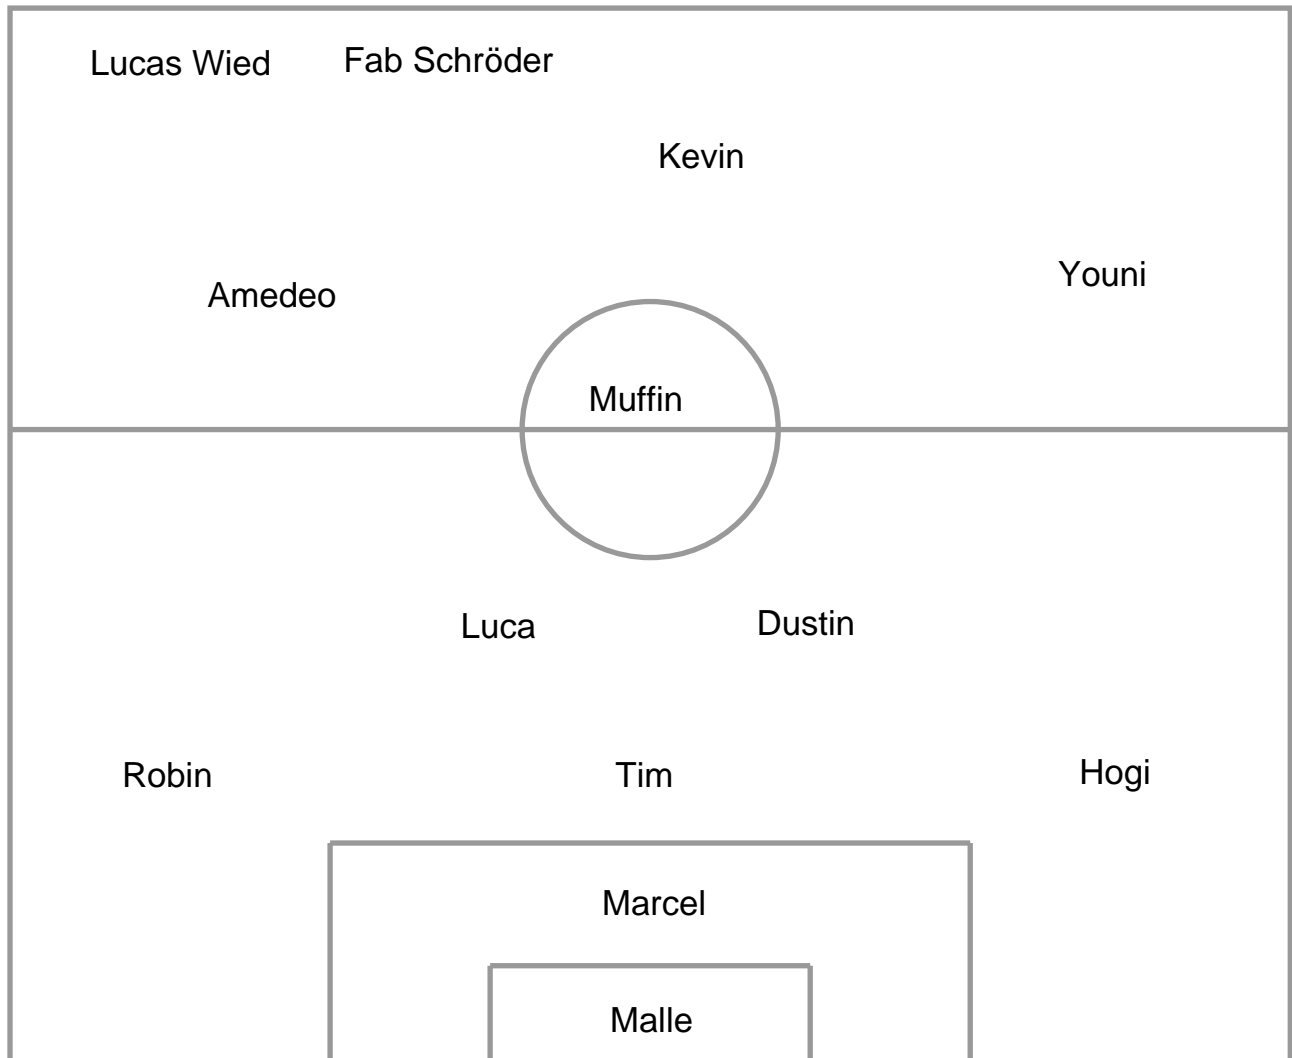 Lucas Wied
Fab Schröder
Kevin
Youni
Amedeo
Muffin
Luca
Dustin
Robin
Tim
Hogi
Marcel
Malle